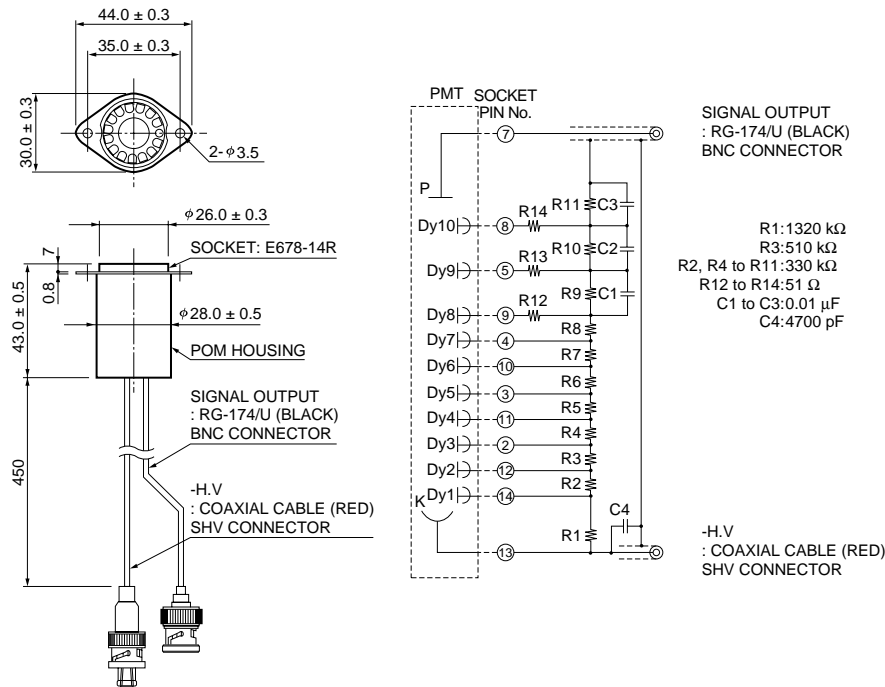 44.0 ± 0.3
35.0 ± 0.3
30.0 ± 0.3
2-φ3.5
φ26.0 ± 0.3
SOCKET: E678-14R
7
0.8
43.0 ± 0.5
φ28.0 ± 0.5
POM HOUSING
SIGNAL OUTPUT
: RG-174/U (BLACK)
BNC CONNECTOR
450
-H.V
: COAXIAL CABLE (RED)
SHV CONNECTOR
PMT
SOCKET
PIN No.
P
7
R11
C3
Dy10
8
R14
R10
C2
Dy9
5
R13
R9
C1
Dy8
9
R12
R8
Dy7
4
R7
Dy6
10
R6
Dy5
3
R5
Dy4
11
R4
Dy3
2
R3
Dy2
12
R2
Dy1
14
K
R1
C4
13
SIGNAL OUTPUT
: RG-174/U (BLACK)
BNC CONNECTOR
R1:1320 kΩ
R3:510 kΩ
R2, R4 to R11:330 kΩ
R12 to R14:51 Ω
C1 to C3:0.01 μF
C4:4700 pF
-H.V
: COAXIAL CABLE (RED)
SHV CONNECTOR